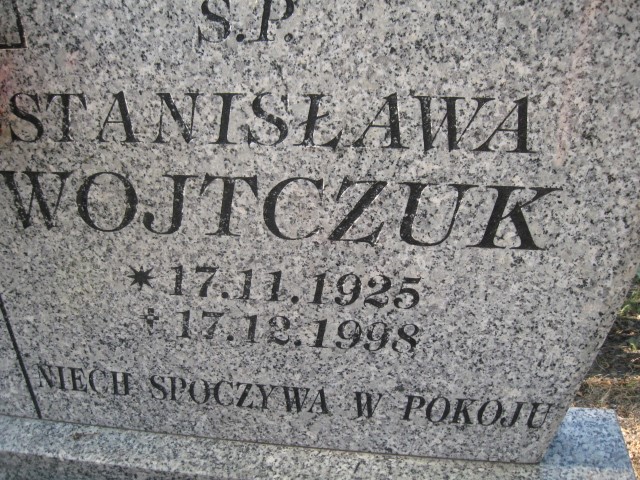 Ś.P.
STANISŁAWA
WOJTCZUK
* 17.11.1925
† 17.12.1998
NIECH SPOCZYWA W POKOJU